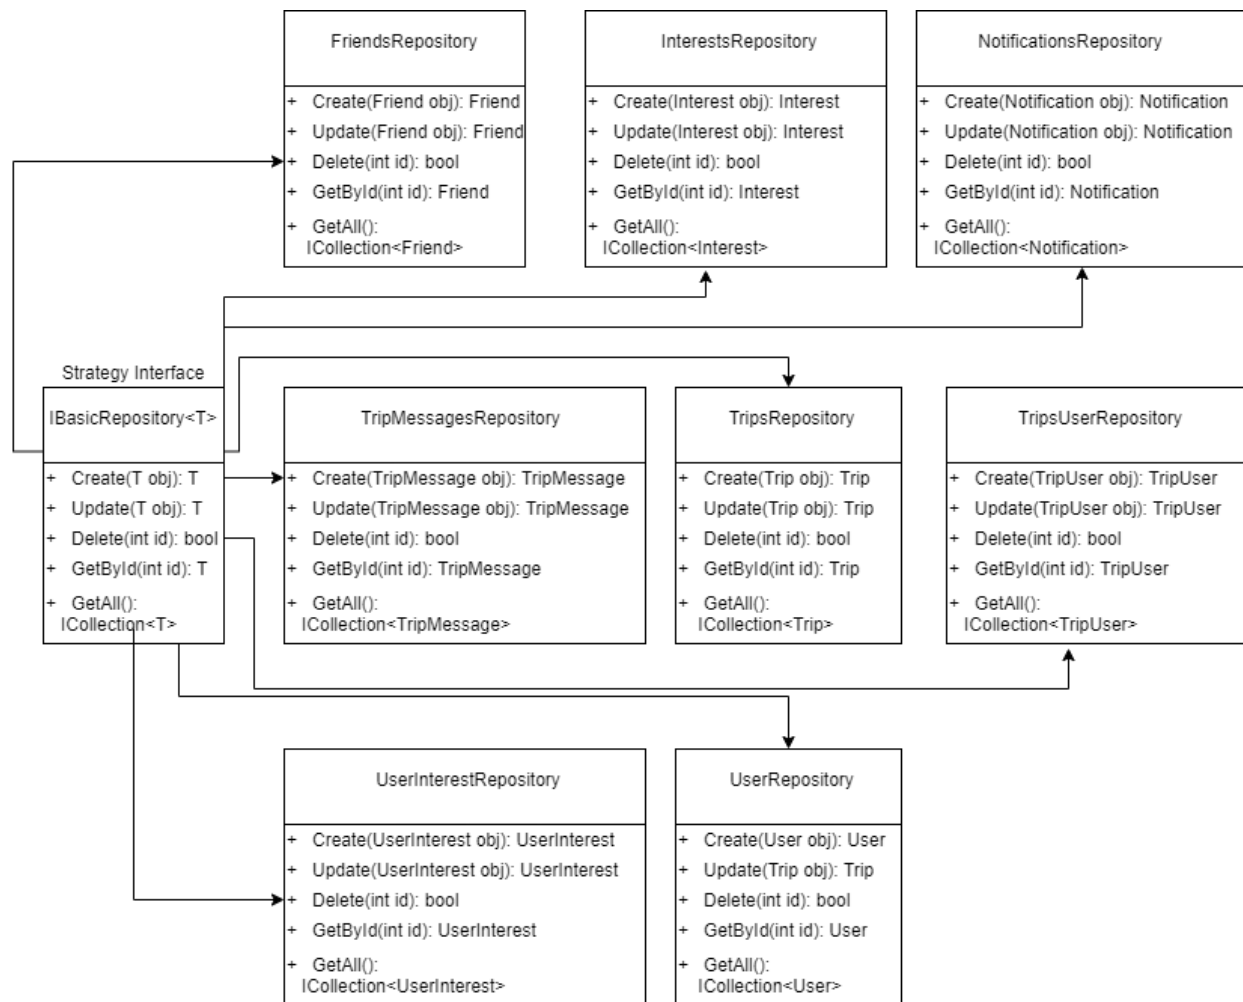 FriendsRepository
+ Create(Friend obj): Friend
+ Update(Friend obj): Friend
+ Delete(int id): bool
+ GetById(int id): Friend
+ GetAll():
ICollection<Friend>
InterestsRepository
+ Create(Interest obj): Interest
+ Update(Interest obj): Interest
+ Delete(int id): bool
+ GetById(int id): Interest
+ GetAll():
ICollection<Interest>
NotificationsRepository
+ Create(Notification obj): Notification
+ Update(Notification obj): Notification
+ Delete(int id): bool
+ GetById(int id): Notification
+ GetAll():
ICollection<Notification>
Strategy Interface
IBasicRepository<T>
+ Create(T obj): T
+ Update(T obj): T
+ Delete(int id): bool
+ GetById(int id): T
+ GetAll():
ICollection<T>
TripMessagesRepository
+ Create(TripMessage obj): TripMessage
+ Update(TripMessage obj): TripMessage
+ Delete(int id): bool
+ GetById(int id): TripMessage
+ GetAll():
ICollection<TripMessage>
TripsRepository
+ Create(Trip obj): Trip
+ Update(Trip obj): Trip
+ Delete(int id): bool
+ GetById(int id): Trip
+ GetAll():
ICollection<Trip>
TripsUserRepository
+ Create(TripUser obj): TripUser
+ Update(TripUser obj): TripUser
+ Delete(int id): bool
+ GetById(int id): TripUser
+ GetAll():
ICollection<TripUser>
UserInterestRepository
+ Create(UserInterest obj): UserInterest
+ Update(UserInterest obj): UserInterest
+ Delete(int id): bool
+ GetById(int id): UserInterest
+ GetAll():
ICollection<UserInterest>
UserRepository
+ Create(User obj): User
+ Update(Trip obj): Trip
+ Delete(int id): bool
+ GetById(int id): User
+ GetAll():
ICollection<User>